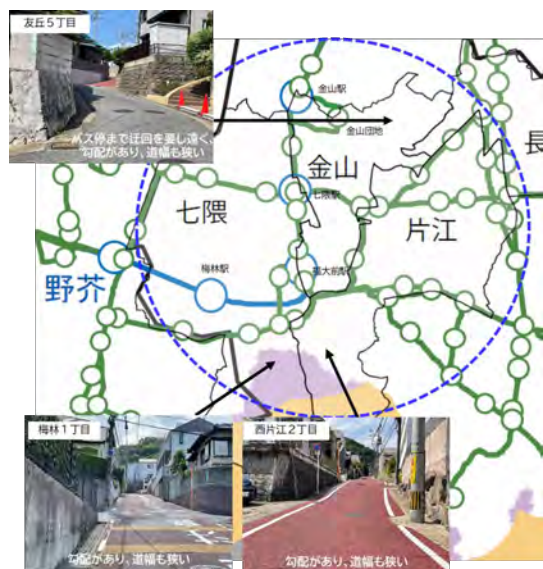 友丘5丁目
バス停まで迂回を要し遠く、
勾配があり、道幅も狭い
金山駅
金山団地
金山
長
七隈
七隈駅
片江
梅林駅
福大前駅
野芥
梅林1丁目
勾配があり、道幅も狭い
西片江2丁目
勾配があり、道幅も狭い